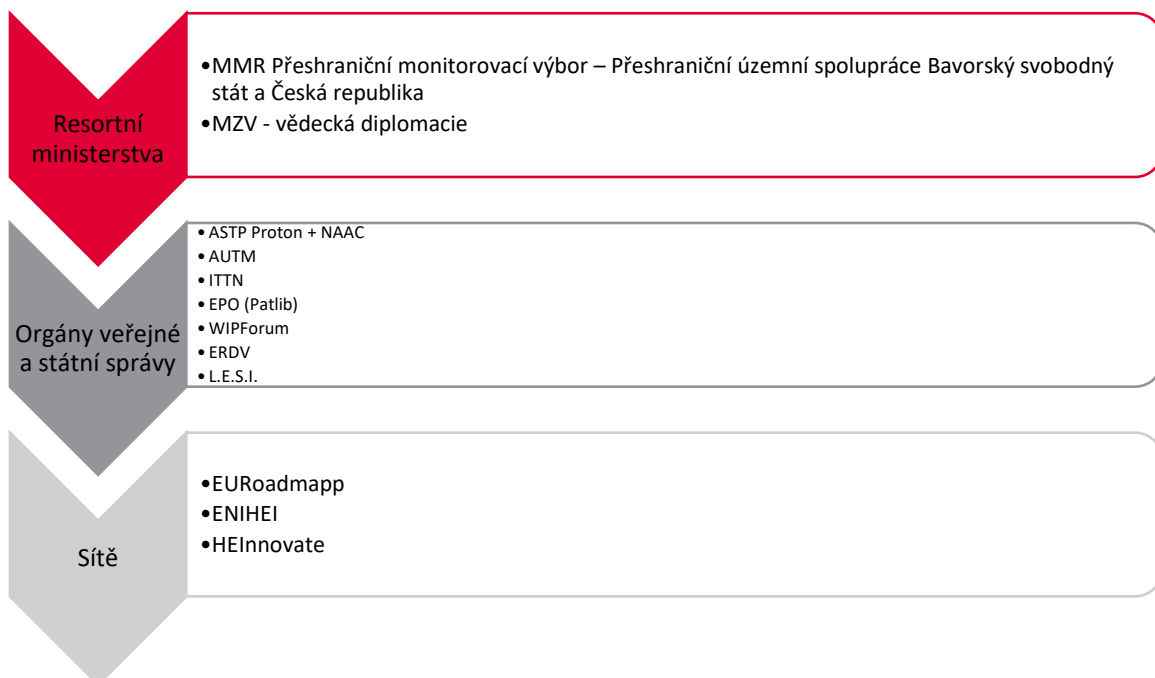 Resortní
ministerstva
•MMR Přeshraniční monitorovací výbor – Přeshraniční územní spolupráce Bavorský svobodný
stát a Česká republika
•MZV - vědecká diplomacie
Orgány veřejné
a státní správy
• ASTP Proton + NAAC
• AUTM
• ITTN
• EPO (Patlib)
• WIPForum
• ERDV
• L.E.S.I.
Sítě
•EURoadmapp
•ENIHEI
•HEInnovate